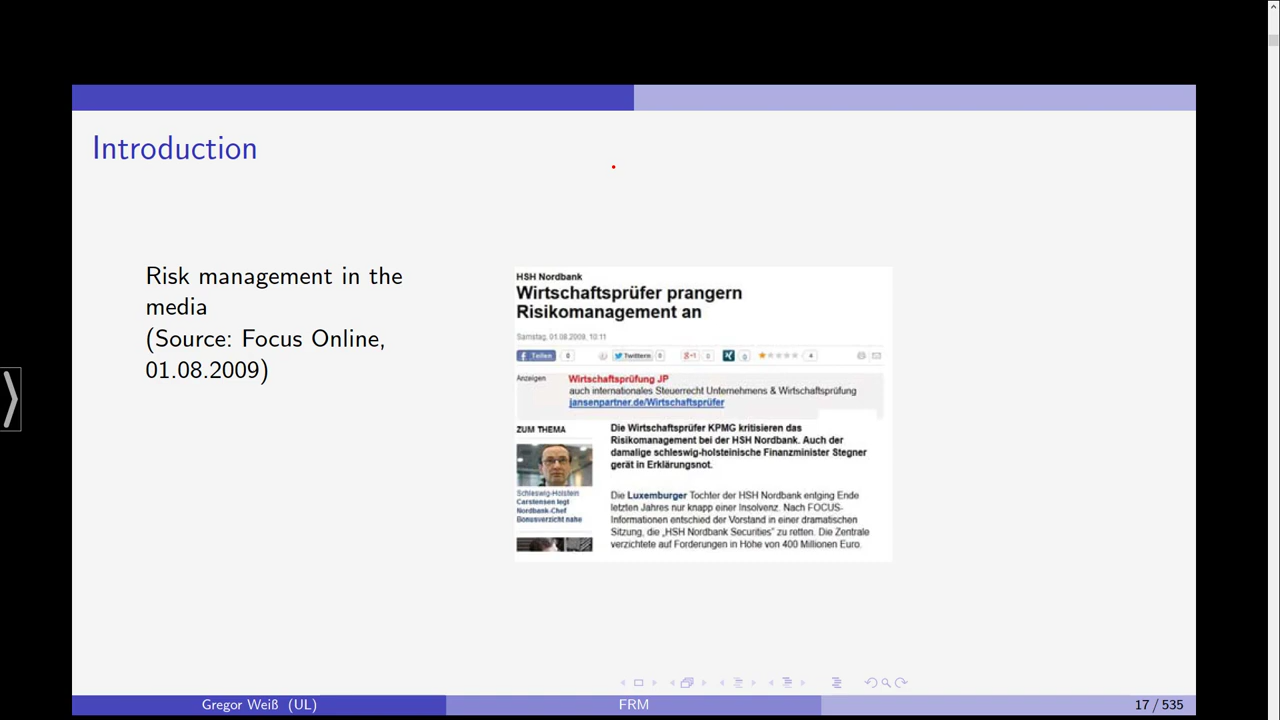 Introduction
Risk management in the
media
(Source: Focus Online,
01.08.2009)
HSH Nordbank
Wirtschaftsprüfer prangern
Risikomanagement an
Samstag, 01.08.2009, 10:11
Teilen 0 Twittern 0 +1 0 0 4
Anzeigen
Wirtschaftsprüfung JP
auch internationales Steuerrecht Unternehmens & Wirtschaftsprüfung
jansenpartner.de/Wirtschaftsprüfer
ZUM THEMA
Schleswig-Holstein
Carstensen legt
Nordbank-Chef
Bonusverzicht nahe
Die Wirtschaftsprüfer KPMG kritisieren das
Risikomanagement bei der HSH Nordbank. Auch der
damalige schleswig-holsteinische Finanzminister Stegner
gerät in Erklärungsnot.
Die Luxemburger Tochter der HSH Nordbank entging Ende
letzten Jahres nur knapp einer Insolvenz. Nach FOCUS-
Informationen entschied der Vorstand in einer dramatischen
Sitzung, die „HSH Nordbank Securities“ zu retten. Die Zentrale
verzichtete auf Forderungen in Höhe von 400 Millionen Euro.
Gregor Weiß (UL) FRM 17 / 535